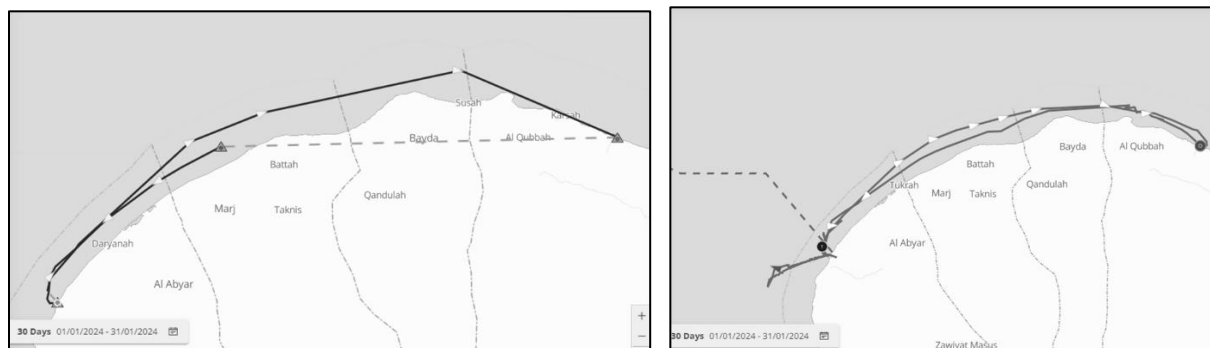 Susah
Karsah
Bayda
Al Qubbah
Battah
Qandulah
Marj
Taknis
Daryanah
Al Abyar
30 Days 01/01/2024 - 31/01/2024
+
−
Bayda
Al Qubbah
Battah
Tukrah
Marj
Taknis
Qandulah
Al Abyar
30 Days 01/01/2024 - 31/01/2024
Zawiyat Masus